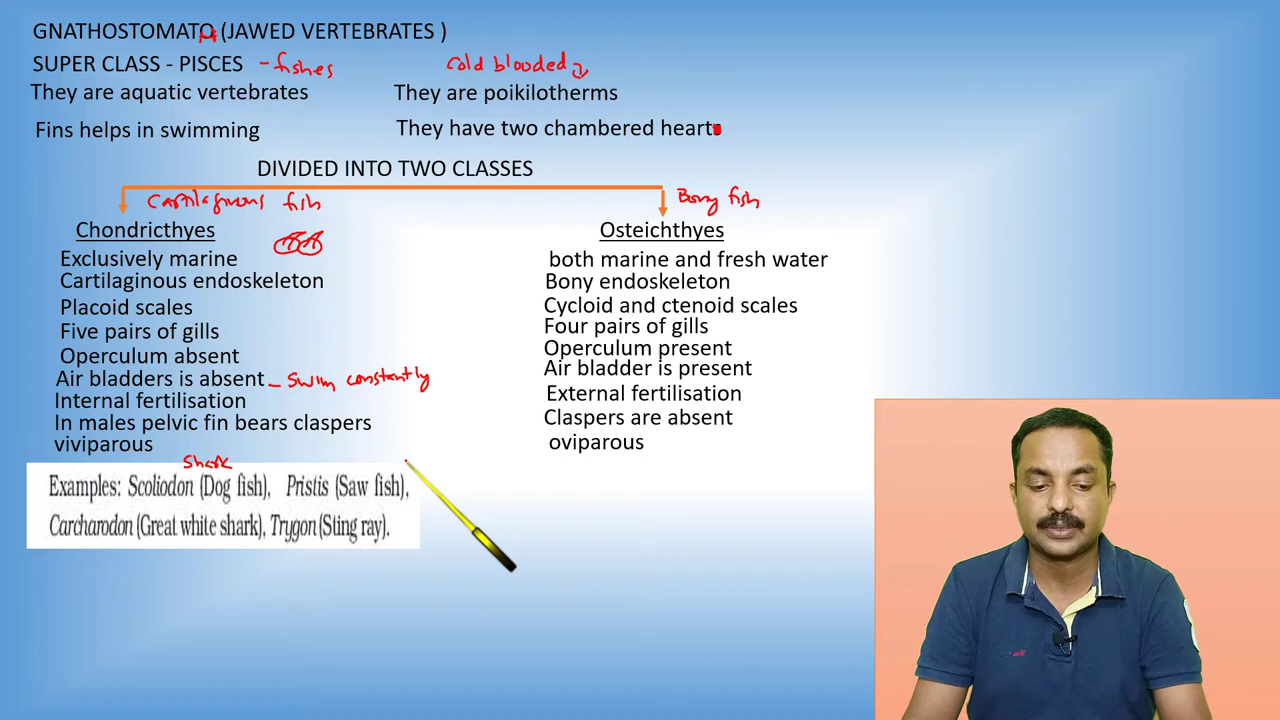 GNATHOSTOMATO (JAWED VERTEBRATES )
SUPER CLASS - PISCES - fishes
cold blooded
They are aquatic vertebrates
They are poikilotherms
Fins helps in swimming
They have two chambered hearts
DIVIDED INTO TWO CLASSES
Cartilaginous fish
Bony fish
Chondricthyes
Exclusively marine
Cartilaginous endoskeleton
Placoid scales
Five pairs of gills
Operculum absent
Air bladders is absent - Swim constantly
Internal fertilisation
In males pelvic fin bears claspers
viviparous
Shark
Examples: Scoliodon (Dog fish), Pristis (Saw fish),
Carcharodon (Great white shark), Trygon (Sting ray).
Osteichthyes
both marine and fresh water
Bony endoskeleton
Cycloid and ctenoid scales
Four pairs of gills
Operculum present
Air bladder is present
External fertilisation
Claspers are absent
oviparous